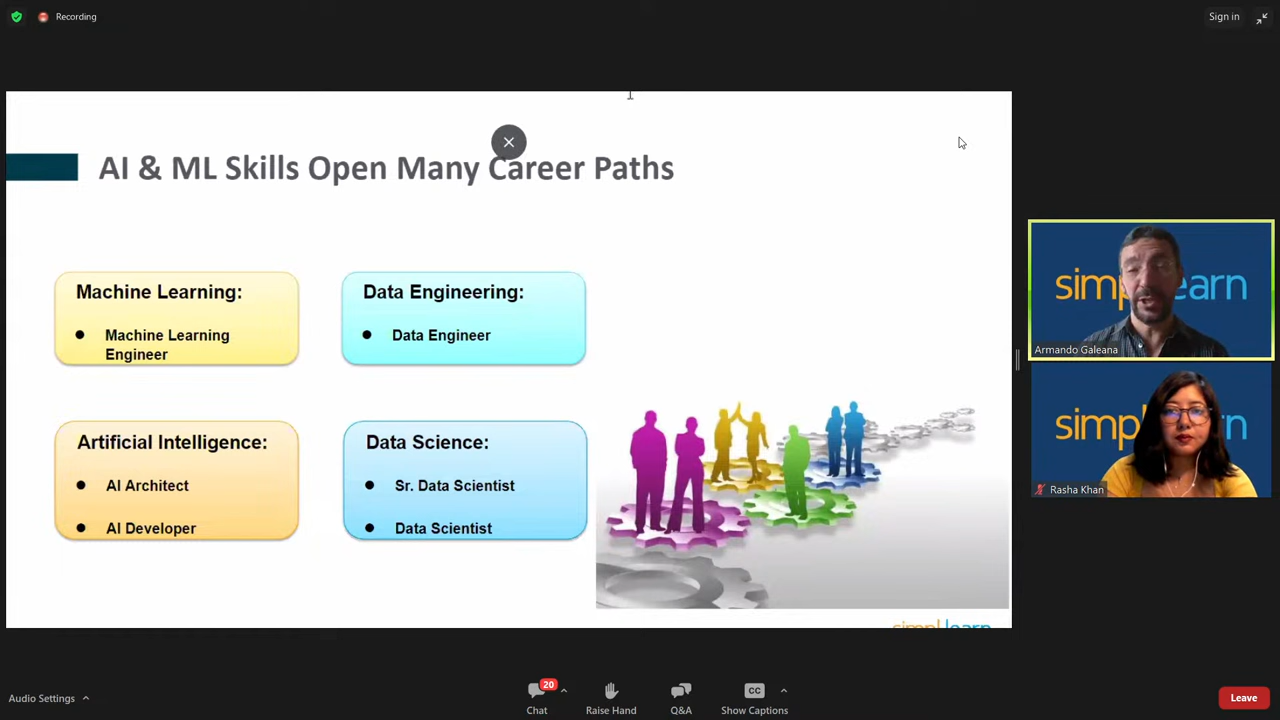 Recording
Sign in
AI & ML Skills Open Many Career Paths
Machine Learning:
● Machine Learning
Engineer
Data Engineering:
● Data Engineer
Artificial Intelligence:
● AI Architect
● AI Developer
Data Science:
● Sr. Data Scientist
● Data Scientist
Armando Galeana
Rasha Khan
Audio Settings
20
Chat
Raise Hand
Q&A
CC
Show Captions
Leave